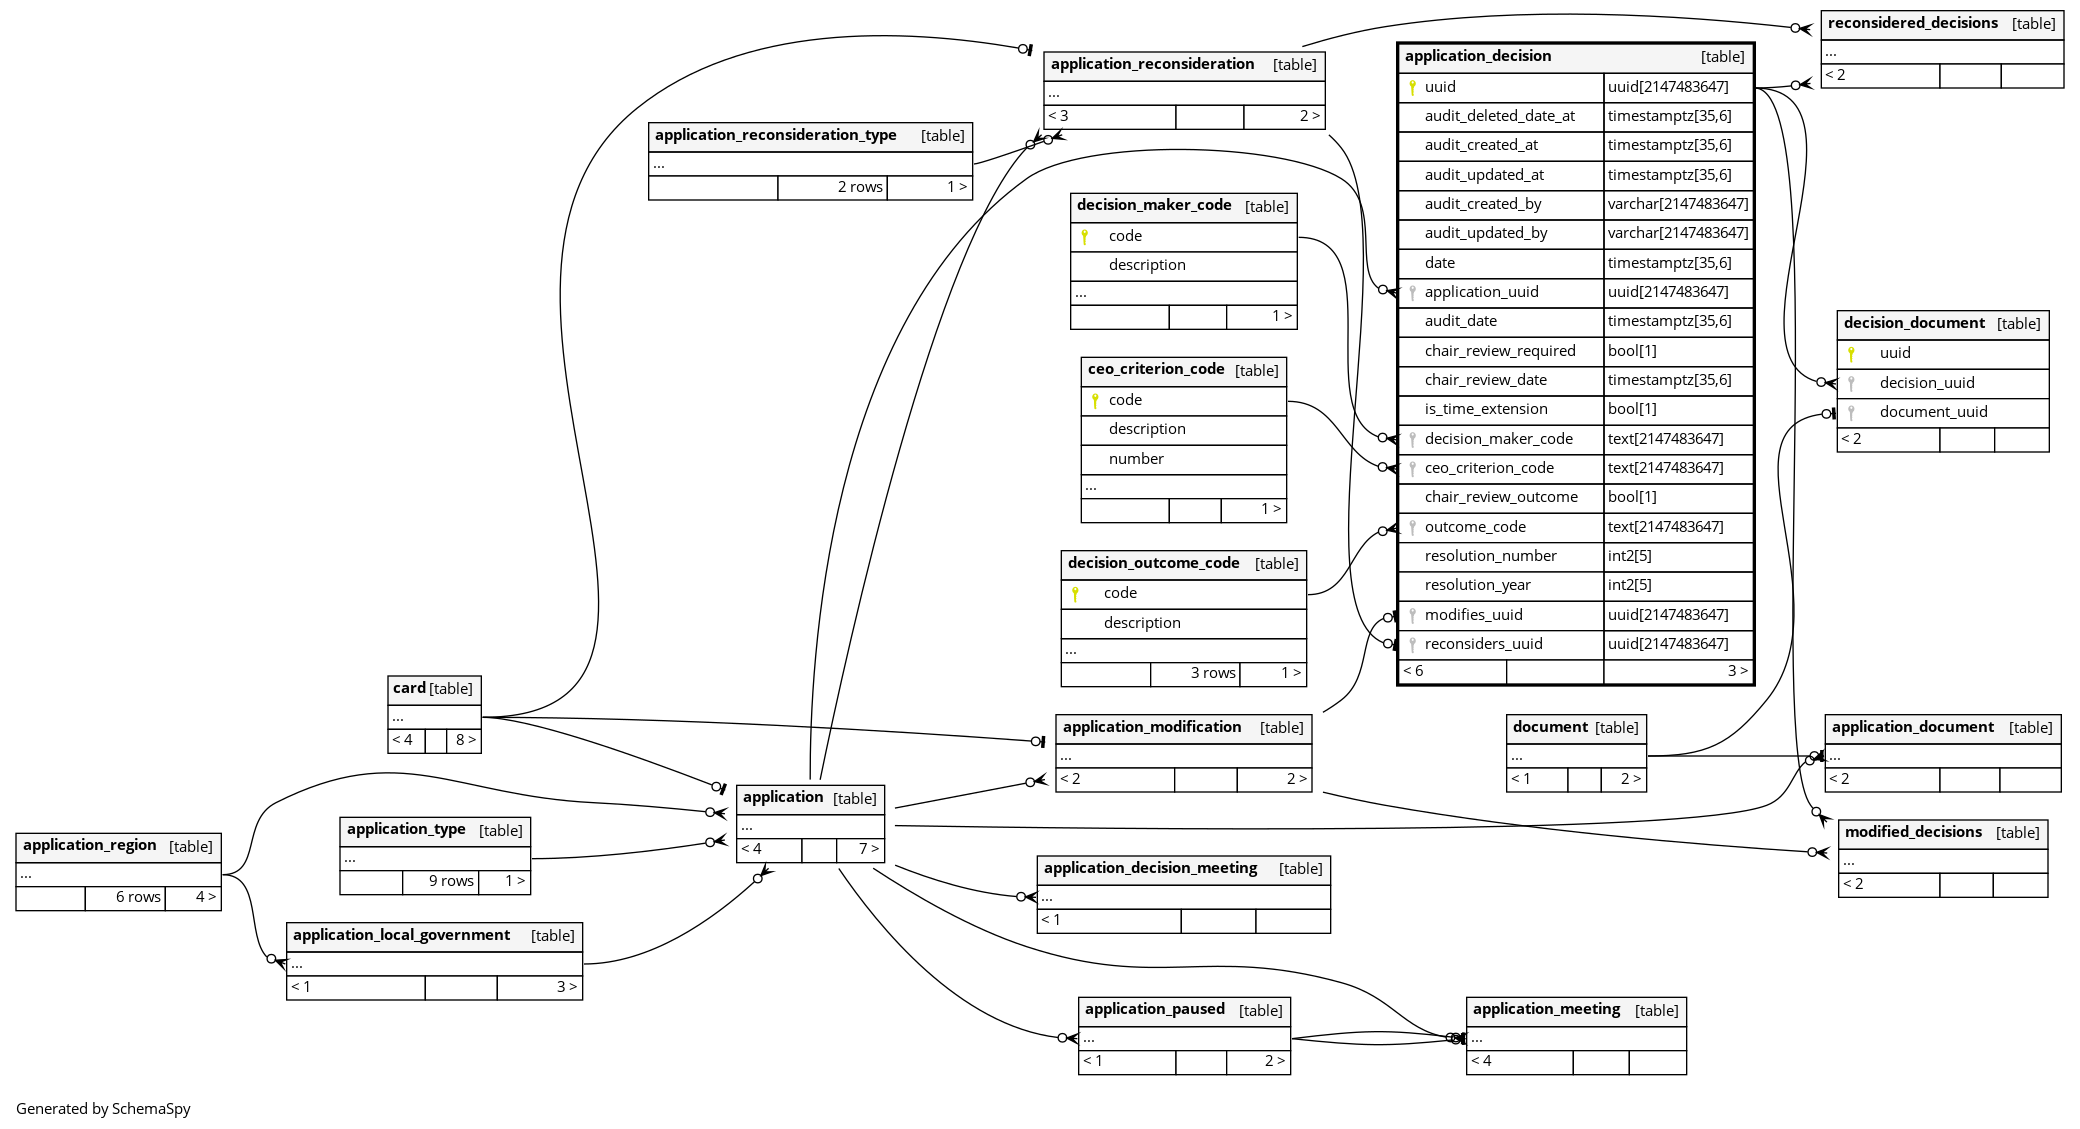 reconsidered_decisions [table]
...
< 2
application_reconsideration [table]
...
< 3 2 >
application_reconsideration_type [table]
...
2 rows 1 >
application_decision [table]
uuid uuid[2147483647]
audit_deleted_date_at timestamptz[35,6]
audit_created_at timestamptz[35,6]
audit_updated_at timestamptz[35,6]
audit_created_by varchar[2147483647]
audit_updated_by varchar[2147483647]
date timestamptz[35,6]
application_uuid uuid[2147483647]
audit_date timestamptz[35,6]
chair_review_required bool[1]
chair_review_date timestamptz[35,6]
is_time_extension bool[1]
decision_maker_code text[2147483647]
ceo_criterion_code text[2147483647]
chair_review_outcome bool[1]
outcome_code text[2147483647]
resolution_number int2[5]
resolution_year int2[5]
modifies_uuid uuid[2147483647]
reconsiders_uuid uuid[2147483647]
< 6 3 >
decision_maker_code [table]
code
description
...
1 >
ceo_criterion_code [table]
code
description
number
...
1 >
decision_outcome_code [table]
code
description
...
3 rows 1 >
decision_document [table]
uuid
decision_uuid
document_uuid
< 2
card [table]
...
< 4 8 >
application_modification [table]
...
< 2 2 >
document [table]
...
< 1 2 >
application_document [table]
...
< 2
application [table]
...
< 4 7 >
application_type [table]
...
9 rows 1 >
application_region [table]
...
6 rows 4 >
modified_decisions [table]
...
< 2
application_decision_meeting [table]
...
< 1
application_local_government [table]
...
< 1 3 >
application_paused [table]
...
< 1 2 >
application_meeting [table]
...
< 4
Generated by SchemaSpy